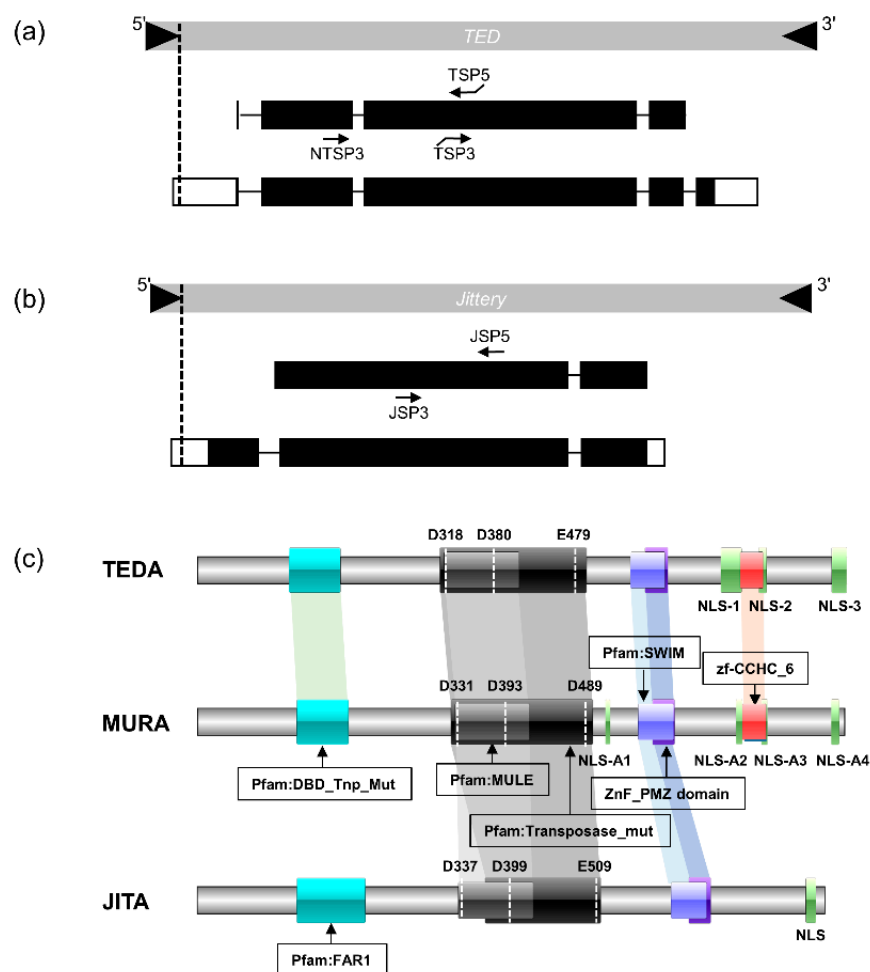 (a)
5' TED 3'
TSP5
NTSP3 TSP3
(b)
5' Jittery 3'
JSP5
JSP3
(c)
D318 D380 E479
TEDA
NLS-1 NLS-2 NLS-3
Pfam:SWIM zf-CCHC_6
D331 D393 D489
MURA
NLS-A1 NLS-A2 NLS-A3 NLS-A4
Pfam:DBD_Tnp_Mut Pfam:MULE ZnF_PMZ domain
Pfam:Transposase_mut
D337 D399 E509
JITA
NLS
Pfam:FAR1